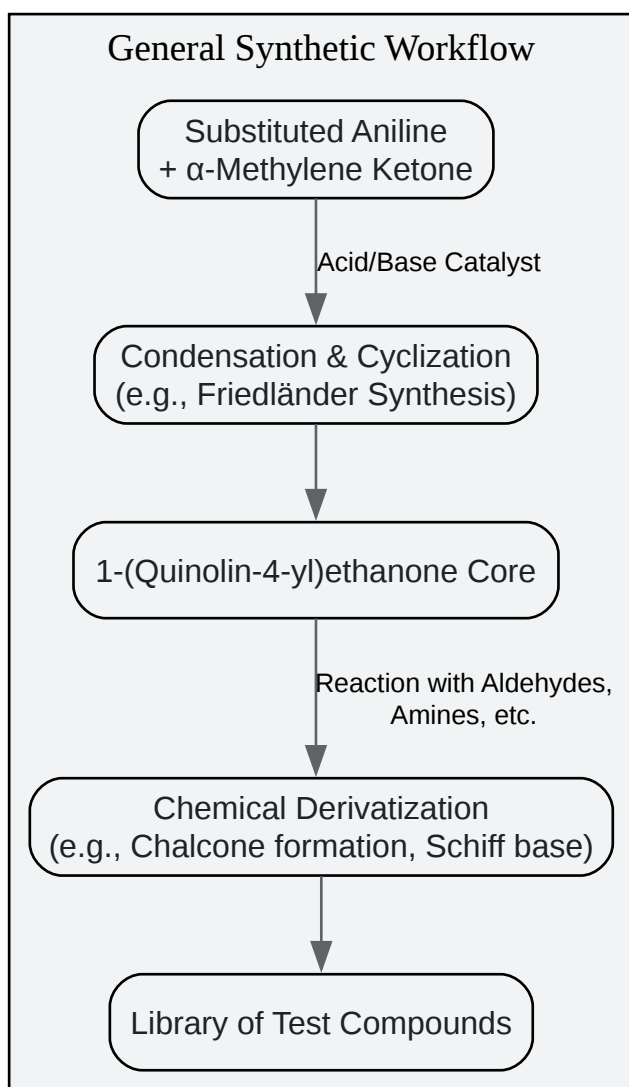 General Synthetic Workflow
Substituted Aniline
+ α-Methylene Ketone
Acid/Base Catalyst
Condensation & Cyclization
(e.g., Friedländer Synthesis)
1-(Quinolin-4-yl)ethanone Core
Reaction with Aldehydes,
Amines, etc.
Chemical Derivatization
(e.g., Chalcone formation, Schiff base)
Library of Test Compounds